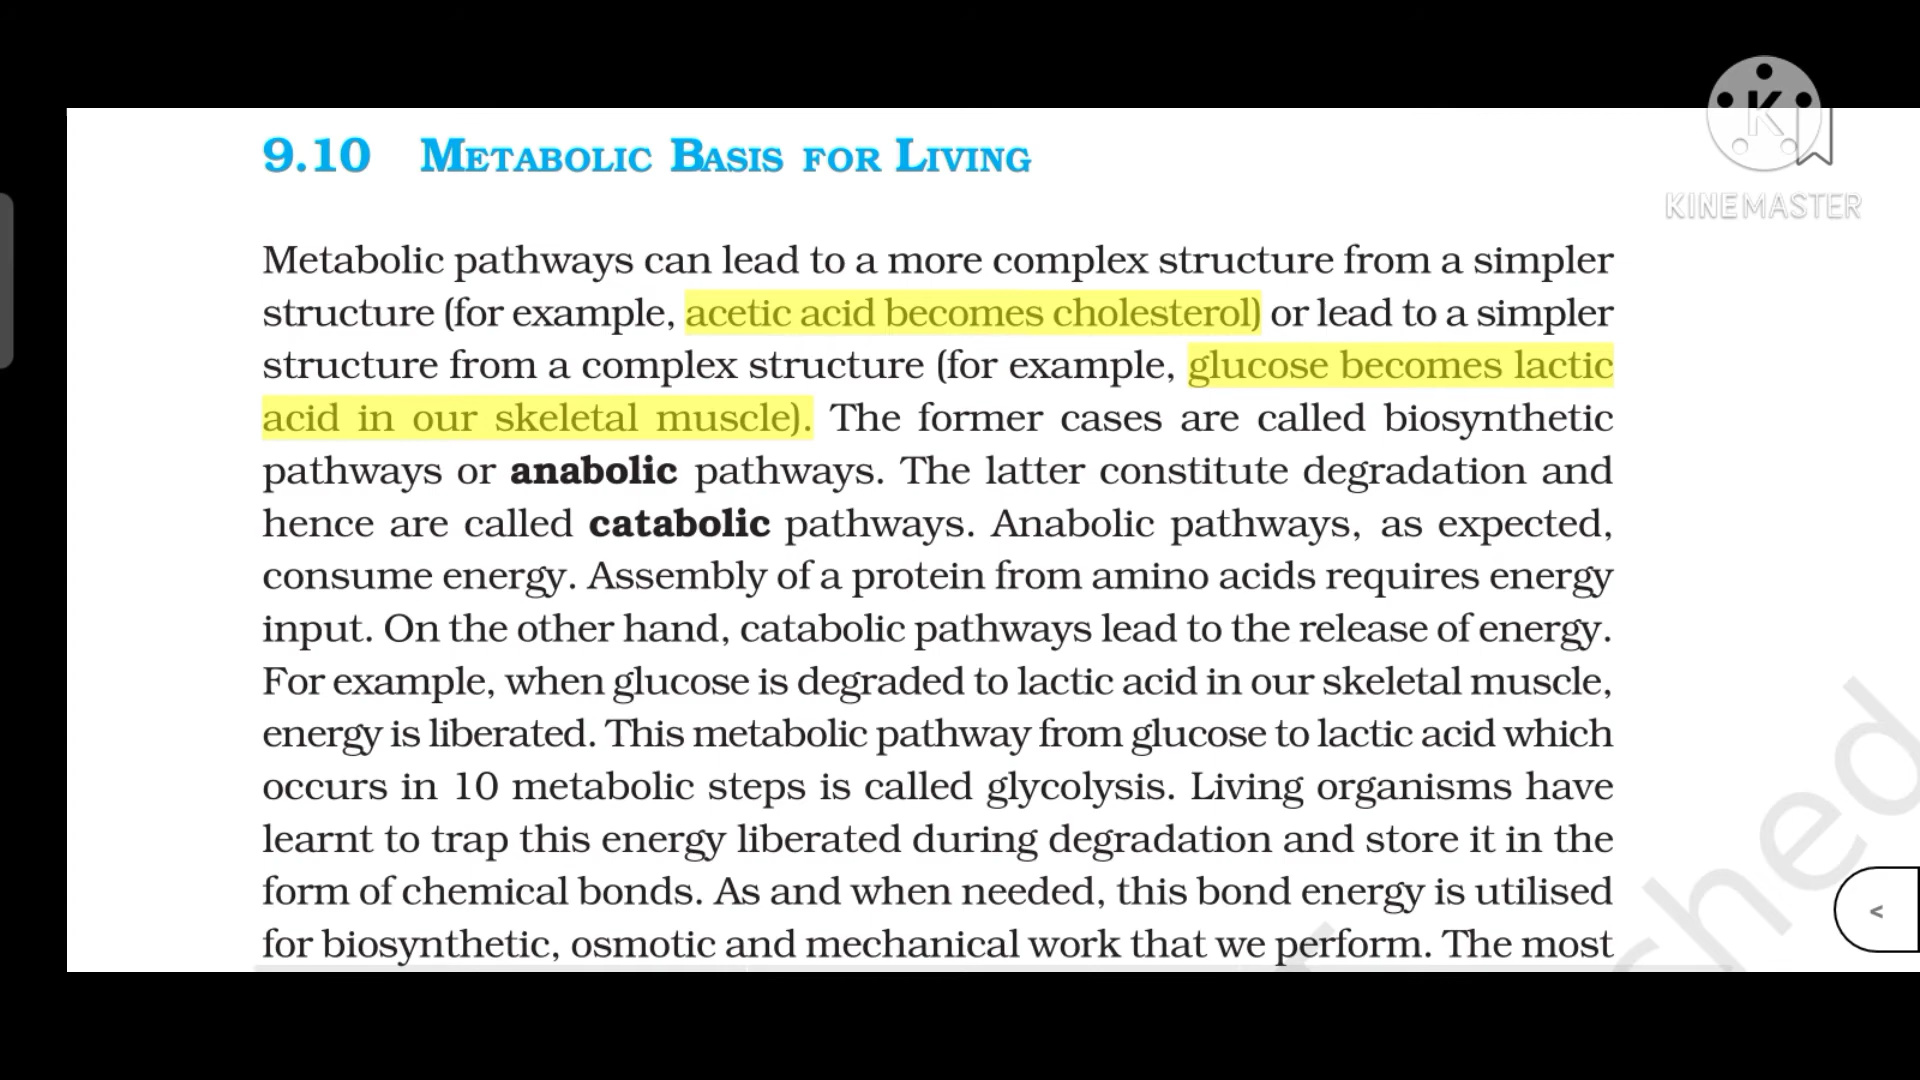 K
KINEMASTER
9.10 METABOLIC BASIS FOR LIVING
Metabolic pathways can lead to a more complex structure from a simpler
structure (for example, acetic acid becomes cholesterol) or lead to a simpler
structure from a complex structure (for example, glucose becomes lactic
acid in our skeletal muscle). The former cases are called biosynthetic
pathways or anabolic pathways. The latter constitute degradation and
hence are called catabolic pathways. Anabolic pathways, as expected,
consume energy. Assembly of a protein from amino acids requires energy
input. On the other hand, catabolic pathways lead to the release of energy.
For example, when glucose is degraded to lactic acid in our skeletal muscle,
energy is liberated. This metabolic pathway from glucose to lactic acid which
occurs in 10 metabolic steps is called glycolysis. Living organisms have
learnt to trap this energy liberated during degradation and store it in the
form of chemical bonds. As and when needed, this bond energy is utilised
for biosynthetic, osmotic and mechanical work that we perform. The most
<